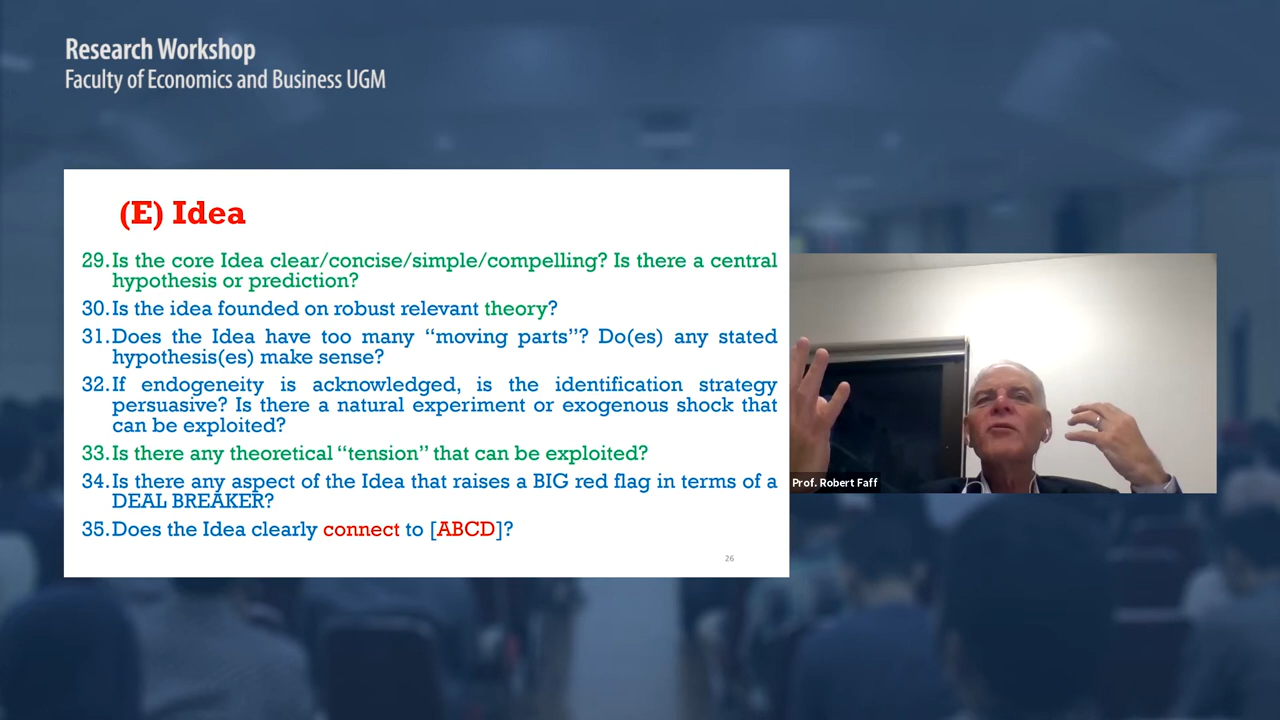 Research Workshop
Faculty of Economics and Business UGM
(E) Idea
29. Is the core Idea clear/concise/simple/compelling? Is there a central
hypothesis or prediction?
30. Is the idea founded on robust relevant theory?
31. Does the Idea have too many “moving parts”? Do(es) any stated
hypothesis(es) make sense?
32. If endogeneity is acknowledged, is the identification strategy
persuasive? Is there a natural experiment or exogenous shock that
can be exploited?
33. Is there any theoretical “tension” that can be exploited?
34. Is there any aspect of the Idea that raises a BIG red flag in terms of a
DEAL BREAKER?
35. Does the Idea clearly connect to [ABCD]?
26
Prof. Robert Faff